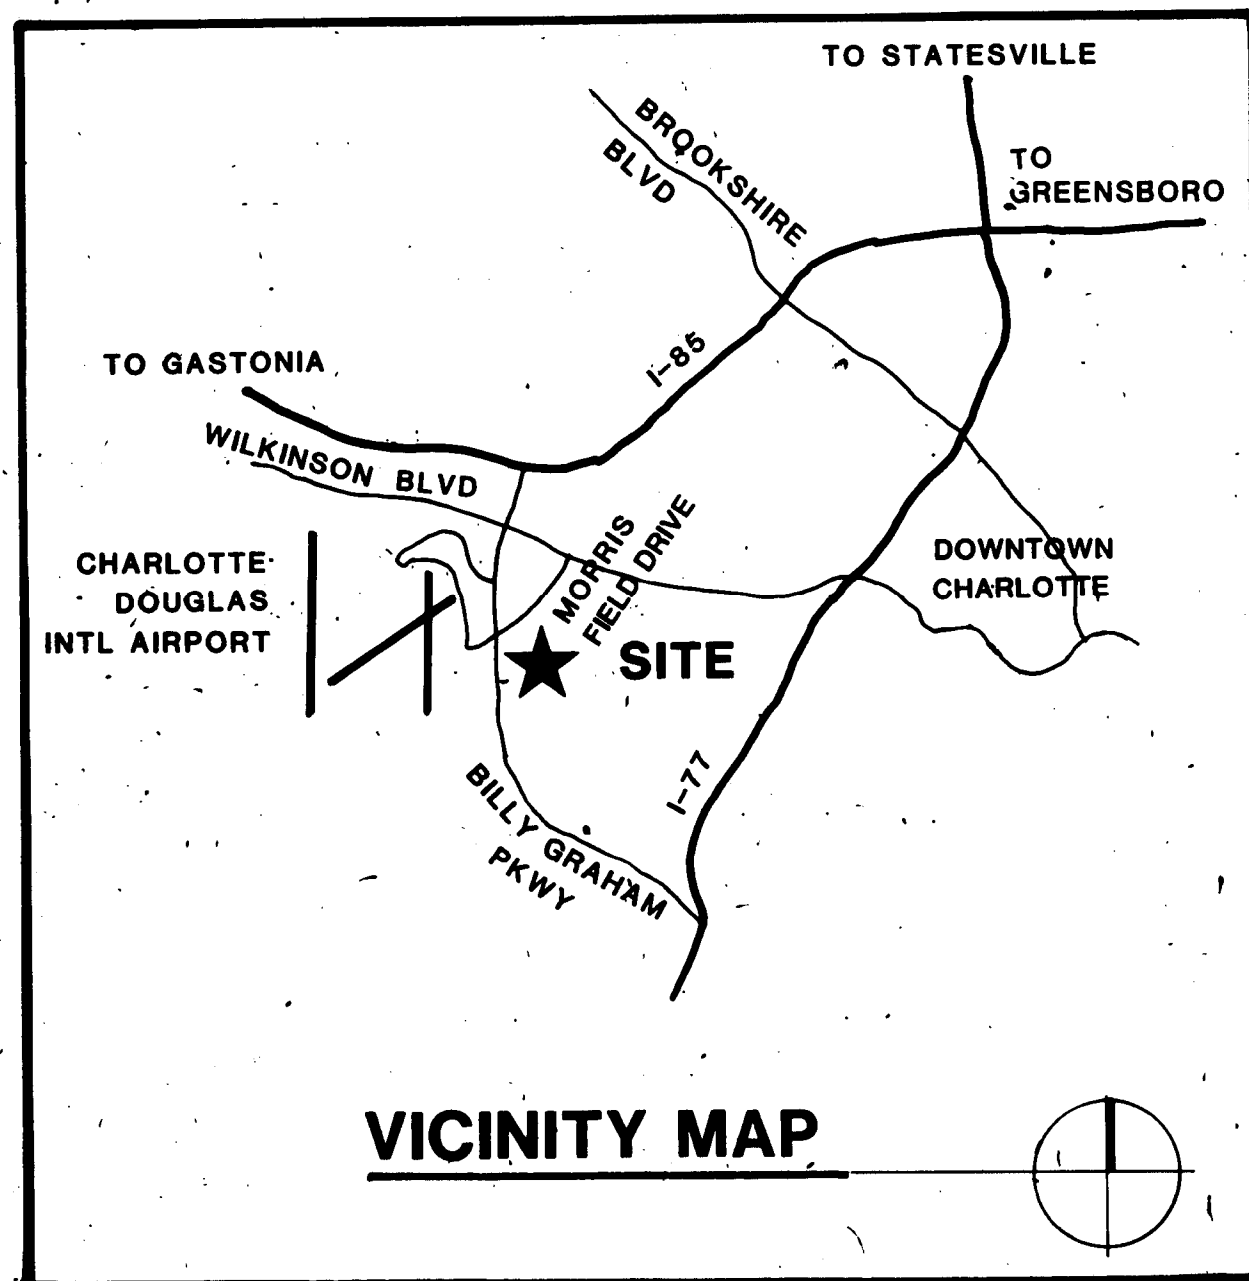 TO STATESVILLE
BROOKSHIRE
BLVD
TO
GREENSBORO
I-85
TO GASTONIA
WILKINSON BLVD
MORRIS
FIELD DRIVE
CHARLOTTE-
DOUGLAS
INTL AIRPORT
DOWNTOWN
CHARLOTTE
SITE
I-77
BILLY GRAHAM
PKWY
VICINITY MAP